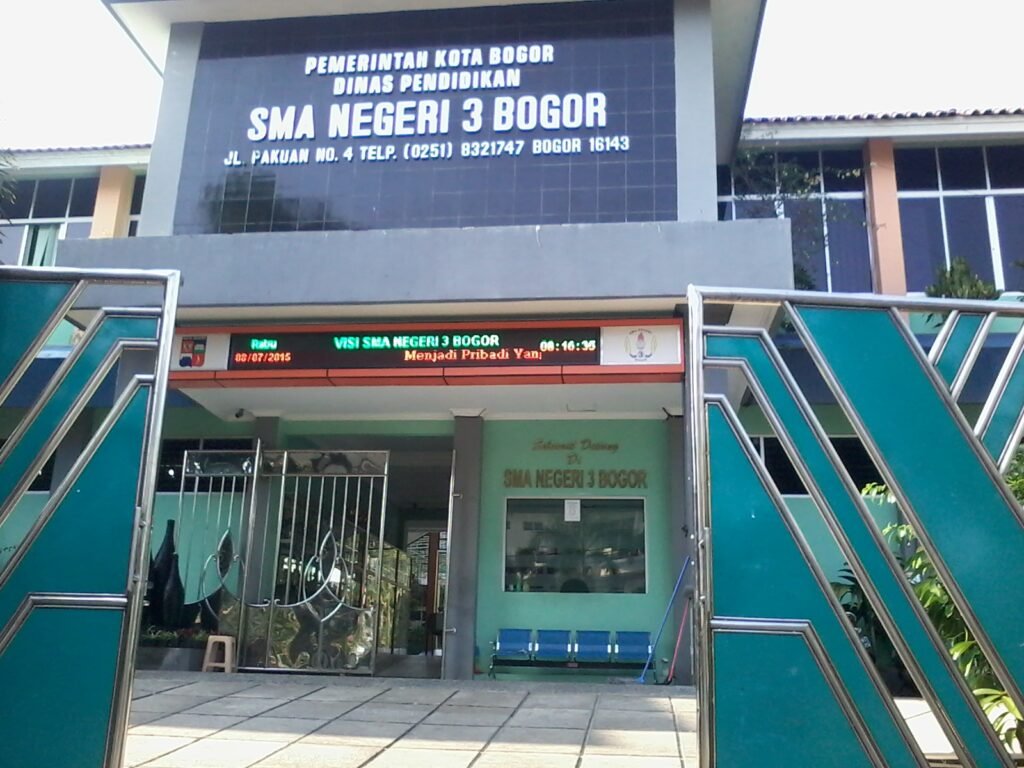 PEMERINTAH KOTA BOGOR
DINAS PENDIDIKAN
SMA NEGERI 3 BOGOR
JL. PAKUAN NO. 4 TELP. (0251) 8321747 BOGOR 16143
Rabu VISI SMA NEGERI 3 BOGOR 08:16:35
08/07/2015 Menjadi Pribadi Yang
Selamat Datang
Di
SMA NEGERI 3 BOGOR